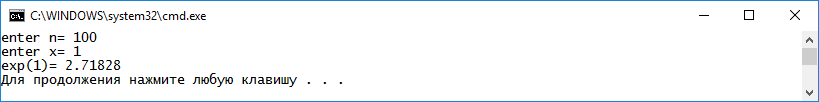 C:\WINDOWS\system32\cmd.exe
enter n= 100
enter x= 1
exp(1)= 2.71828
Для продолжения нажмите любую клавишу . . .